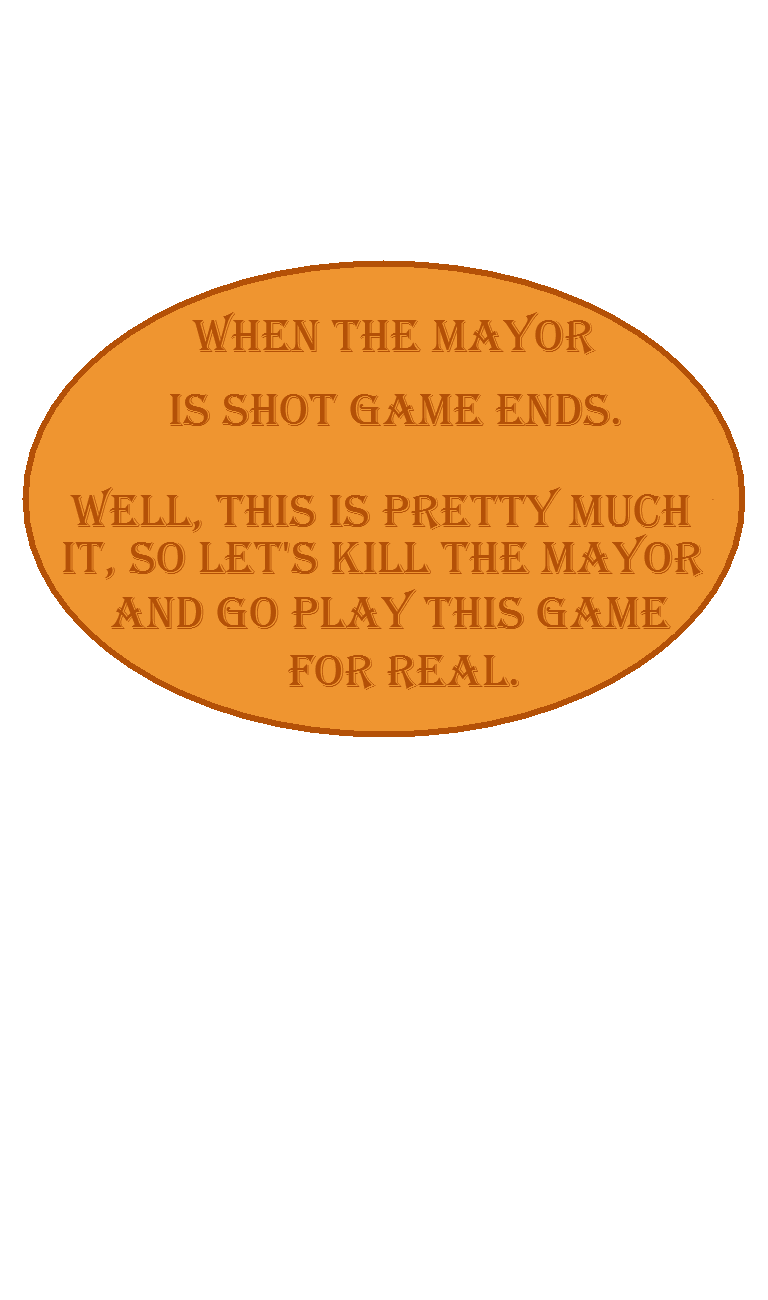 WHEN THE MAYOR
IS SHOT GAME ENDS.
WELL, THIS IS PRETTY MUCH
IT, SO LET'S KILL THE MAYOR
AND GO PLAY THIS GAME
FOR REAL.